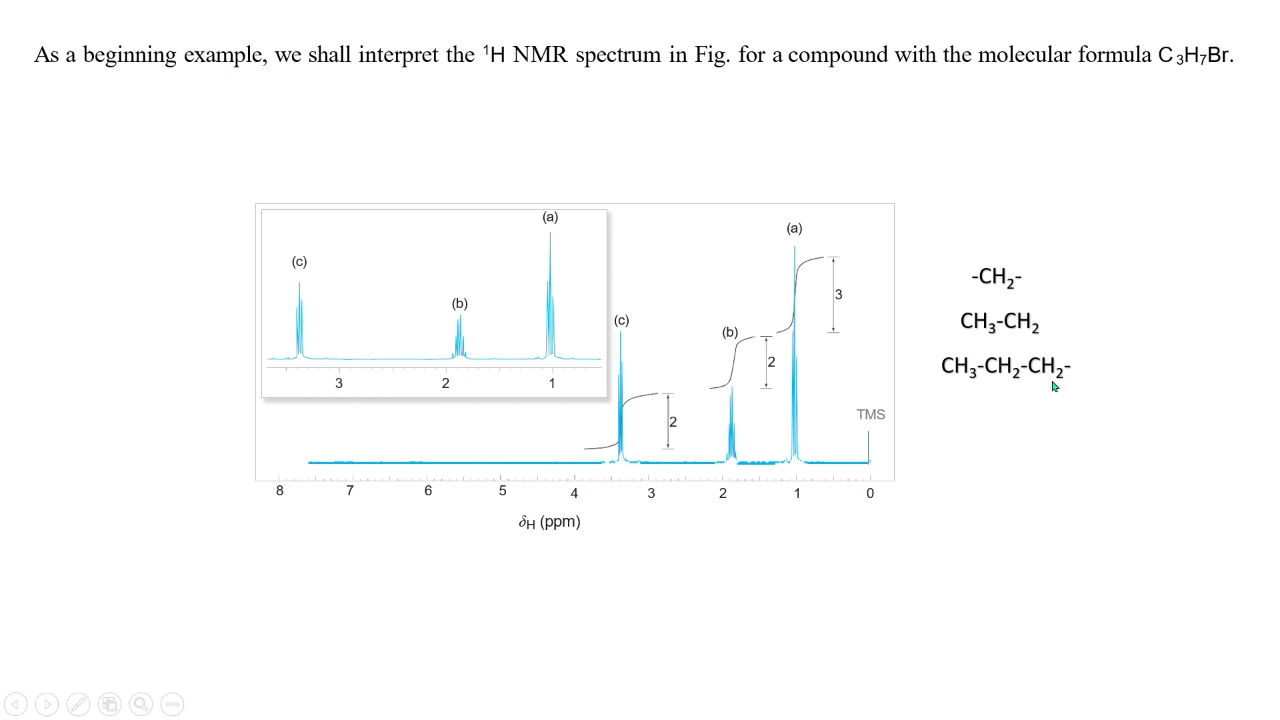 As a beginning example, we shall interpret the ¹H NMR spectrum in Fig. for a compound with the molecular formula C₃H₇Br.
(a)
(c)
(b)
3 2 1
(a)
3
(c)
(b)
2
2
TMS
8 7 6 5 4 3 2 1 0
δH (ppm)
-CH₂-
CH₃-CH₂
CH₃-CH₂-CH₂-